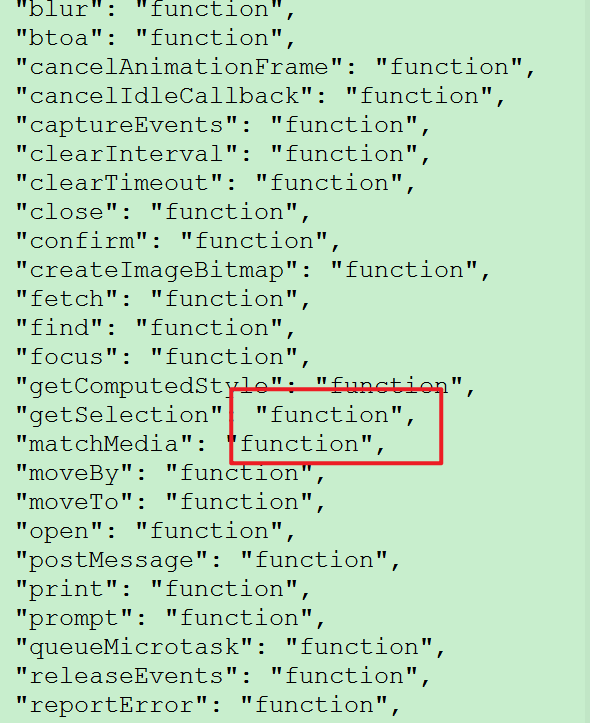 "blur": "function",
"btoa": "function",
"cancelAnimationFrame": "function",
"cancelIdleCallback": "function",
"captureEvents": "function",
"clearInterval": "function",
"clearTimeout": "function",
"close": "function",
"confirm": "function",
"createImageBitmap": "function",
"fetch": "function",
"find": "function",
"focus": "function",
"getComputedStyle": "function",
"getSelection": "function",
"matchMedia": "function",
"moveBy": "function",
"moveTo": "function",
"open": "function",
"postMessage": "function",
"print": "function",
"prompt": "function",
"queueMicrotask": "function",
"releaseEvents": "function",
"reportError": "function",